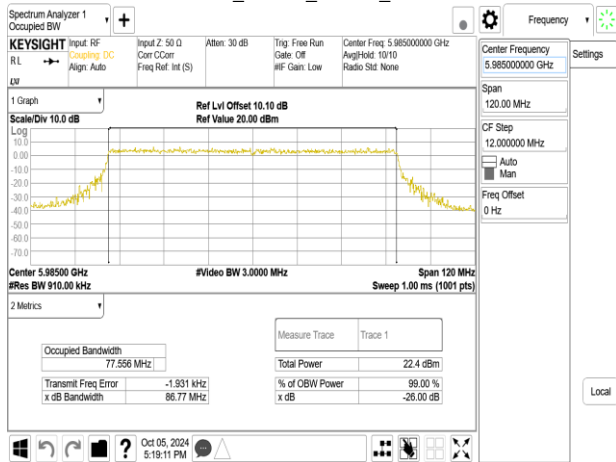 Spectrum Analyzer 1
Occupied BW
Frequency
KEYSIGHT
RL
LXI
Input: RF
Coupling: DC
Align: Auto
Input Z: 50 Ω
Corr CCorr
Freq Ref: Int (S)
Atten: 30 dB
Trig: Free Run
Gate: Off
#IF Gain: Low
Center Freq: 5.985000000 GHz
Avg|Hold: 10/10
Radio Std: None
Center Frequency
5.985000000 GHz
Settings
Span
120.00 MHz
CF Step
12.000000 MHz
Auto
Man
Freq Offset
0 Hz
Local
1 Graph
Scale/Div 10.0 dB
Ref Lvl Offset 10.10 dB
Ref Value 20.00 dBm
Log
10.0
0.00
-10.0
-20.0
-30.0
-40.0
-50.0
-60.0
-70.0
Center 5.98500 GHz
#Res BW 910.00 kHz
#Video BW 3.0000 MHz
Span 120 MHz
Sweep 1.00 ms (1001 pts)
2 Metrics
Measure Trace Trace 1
Occupied Bandwidth
77.556 MHz
Total Power 22.4 dBm
Transmit Freq Error -1.931 kHz
% of OBW Power 99.00 %
x dB Bandwidth 86.77 MHz
x dB -26.00 dB
Oct 05, 2024
5:19:11 PM